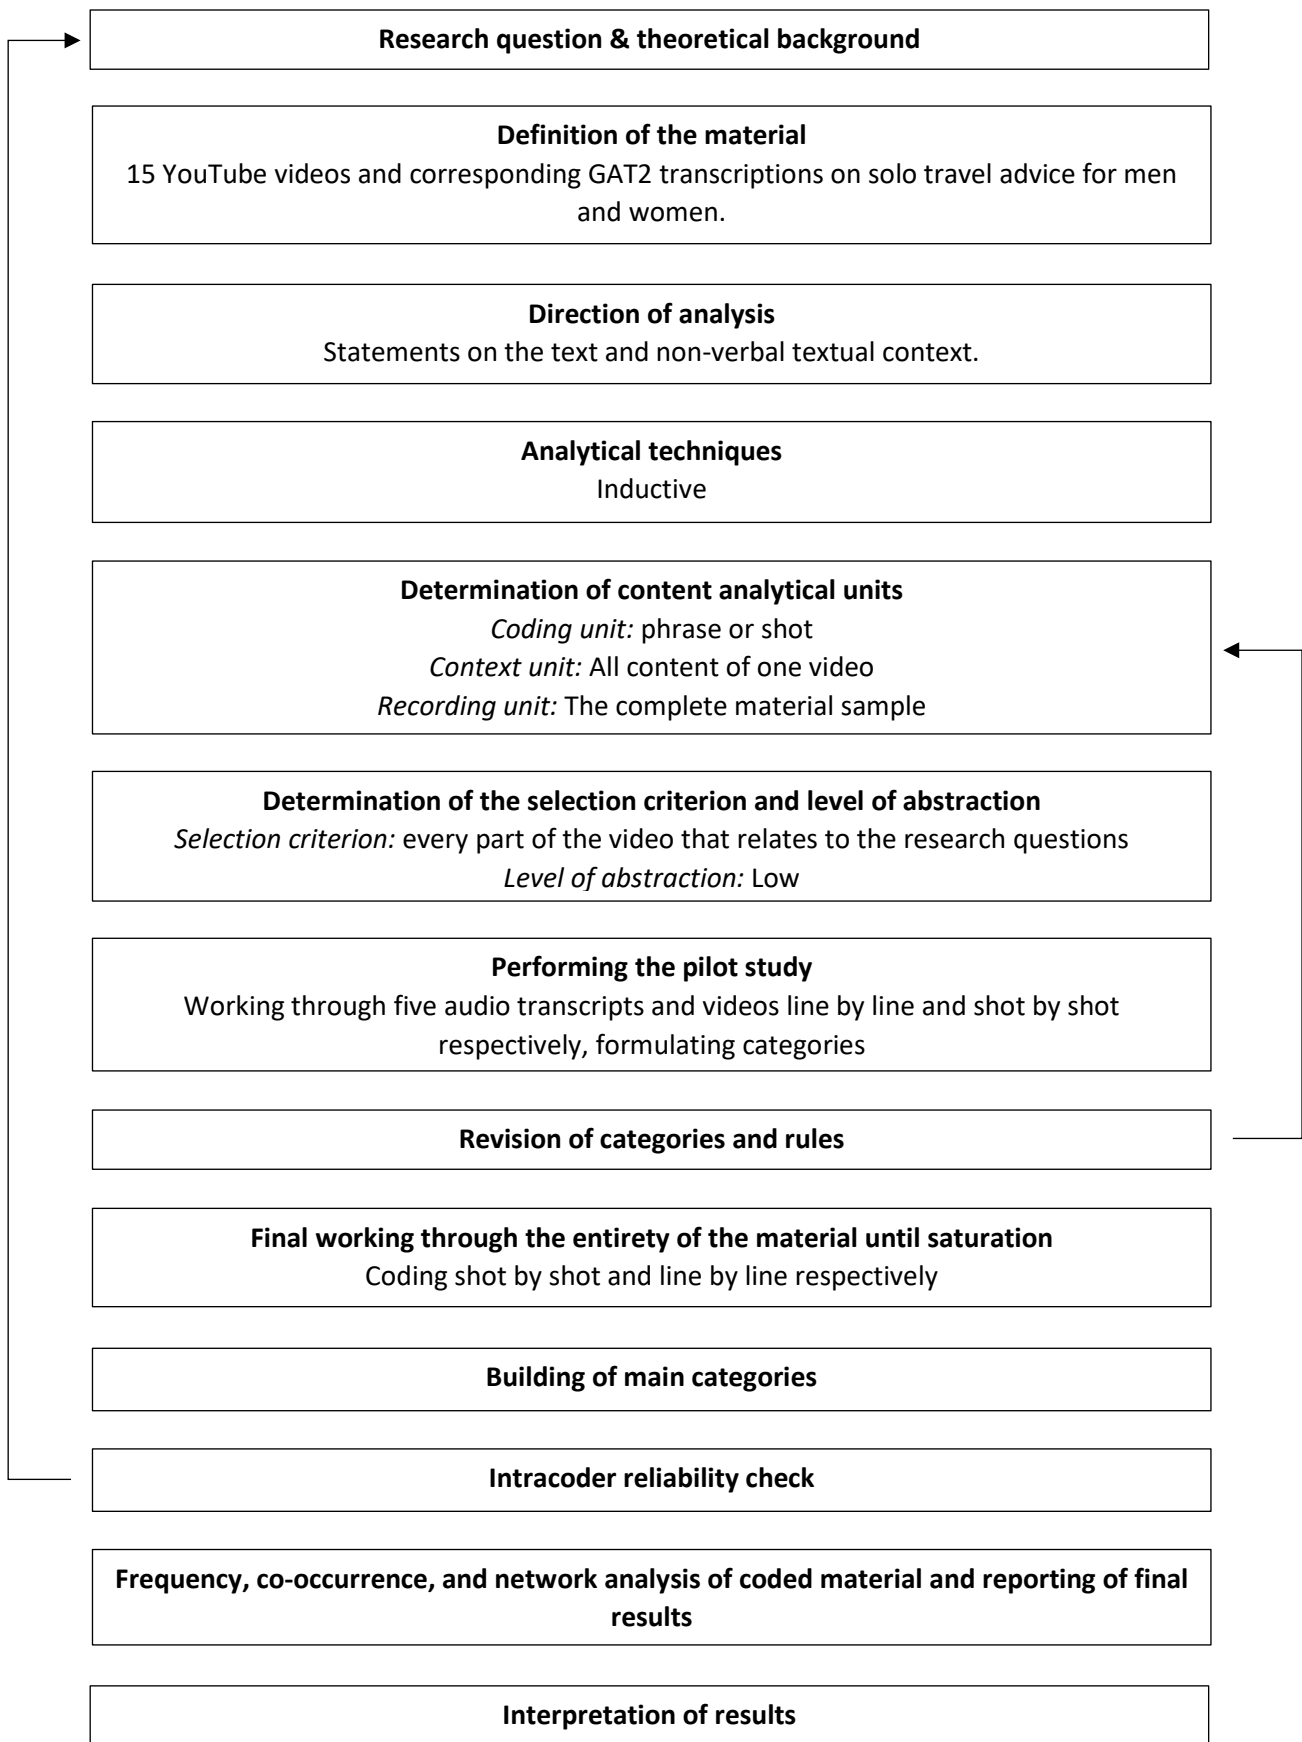 Research question & theoretical background
Definition of the material
15 YouTube videos and corresponding GAT2 transcriptions on solo travel advice for men
and women.
Direction of analysis
Statements on the text and non-verbal textual context.
Analytical techniques
Inductive
Determination of content analytical units
Coding unit: phrase or shot
Context unit: All content of one video
Recording unit: The complete material sample
Determination of the selection criterion and level of abstraction
Selection criterion: every part of the video that relates to the research questions
Level of abstraction: Low
Performing the pilot study
Working through five audio transcripts and videos line by line and shot by shot
respectively, formulating categories
Revision of categories and rules
Final working through the entirety of the material until saturation
Coding shot by shot and line by line respectively
Building of main categories
Intracoder reliability check
Frequency, co-occurrence, and network analysis of coded material and reporting of final
results
Interpretation of results